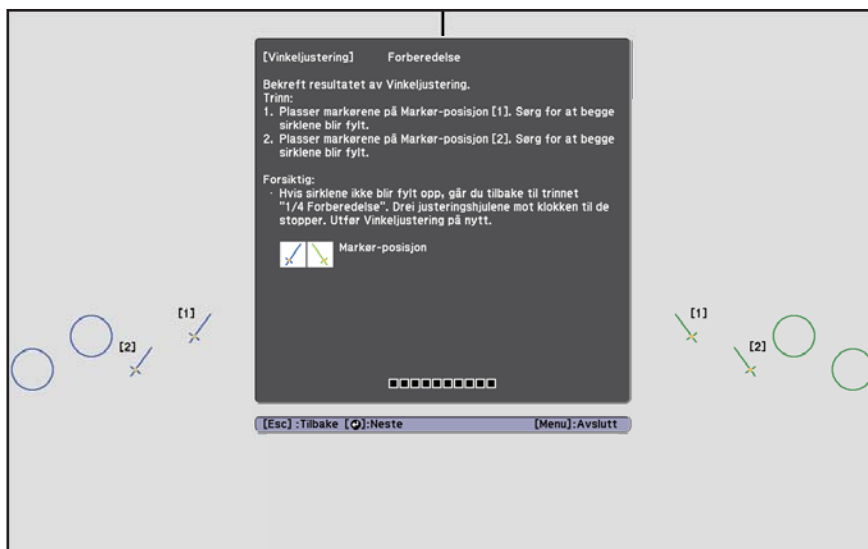 [Vinkeljustering] Forberedelse
Bekreft resultatet av Vinkeljustering.
Trinn:
1. Plasser markørene på Markør-posisjon [1]. Sørg for at begge
sirklene blir fylt.
2. Plasser markørene på Markør-posisjon [2]. Sørg for at begge
sirklene blir fylt.
Forsiktig:
· Hvis sirklene ikke blir fylt opp, går du tilbake til trinnet
"1/4 Forberedelse". Drei justeringshjulene mot klokken til de
stopper. Utfør Vinkeljustering på nytt.
Markør-posisjon
[1]
[2]
[1]
[2]
[Esc] :Tilbake [⏎]:Neste [Menu]:Avslutt